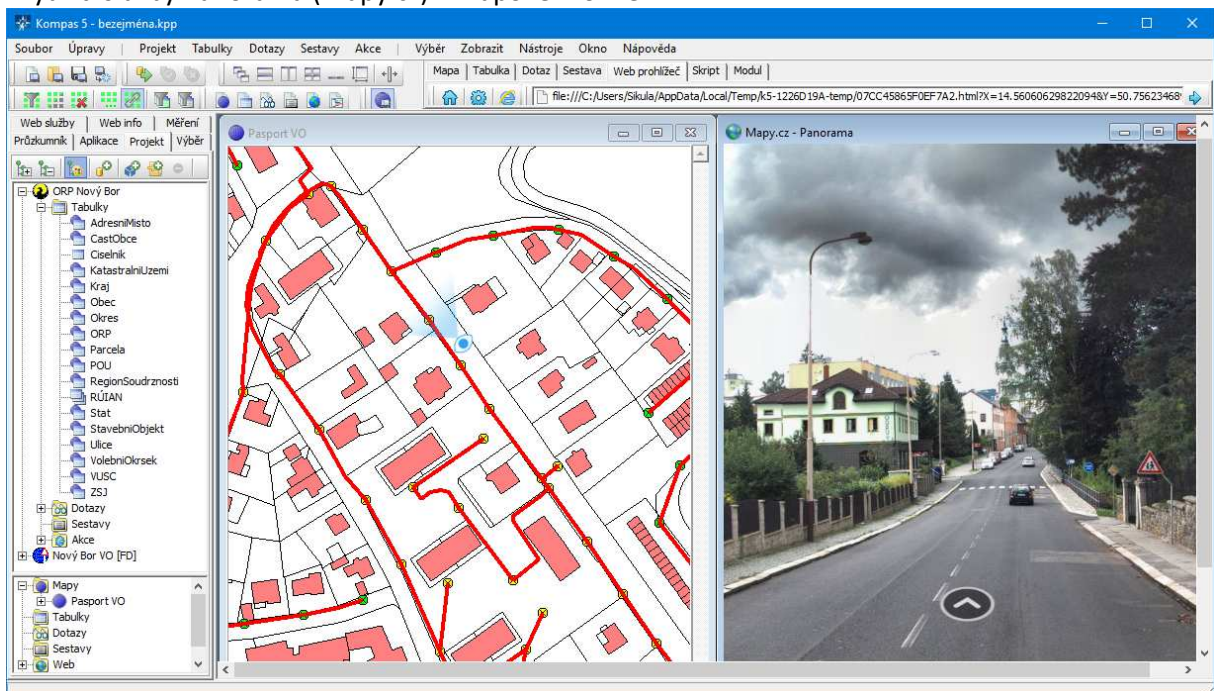 Kompas 5 - bezejména.kpp
Soubor Úpravy | Projekt Tabulky Dotazy Sestavy Akce | Výběr Zobrazit Nástroje Okno Nápověda
Mapa | Tabulka | Dotaz | Sestava | Web prohlížeč | Skript | Modul
file:///C:/Users/Sikula/AppData/Local/Temp/k5-1226D19A-temp/07CC45865F0EF7A2.html?X=14.56060629822094&Y=50.75623468
Web služby | Web info | Měření
Průzkumník | Aplikace | Projekt | Výběr
ORP Nový Bor
Tabulky
AdresniMisto
CastObce
Ciselnik
KatastralniUzemi
Kraj
Obec
Okres
ORP
Parcela
POU
RegionSoudrznosti
RÚIAN
Stat
StavebniObjekt
Ulice
VolebniOkrsek
VUSC
ZSJ
Dotazy
Sestavy
Akce
Nový Bor VO [FD]
Mapy
Pasport VO
Tabulky
Dotazy
Sestavy
Web
Pasport VO
Mapy.cz - Panorama